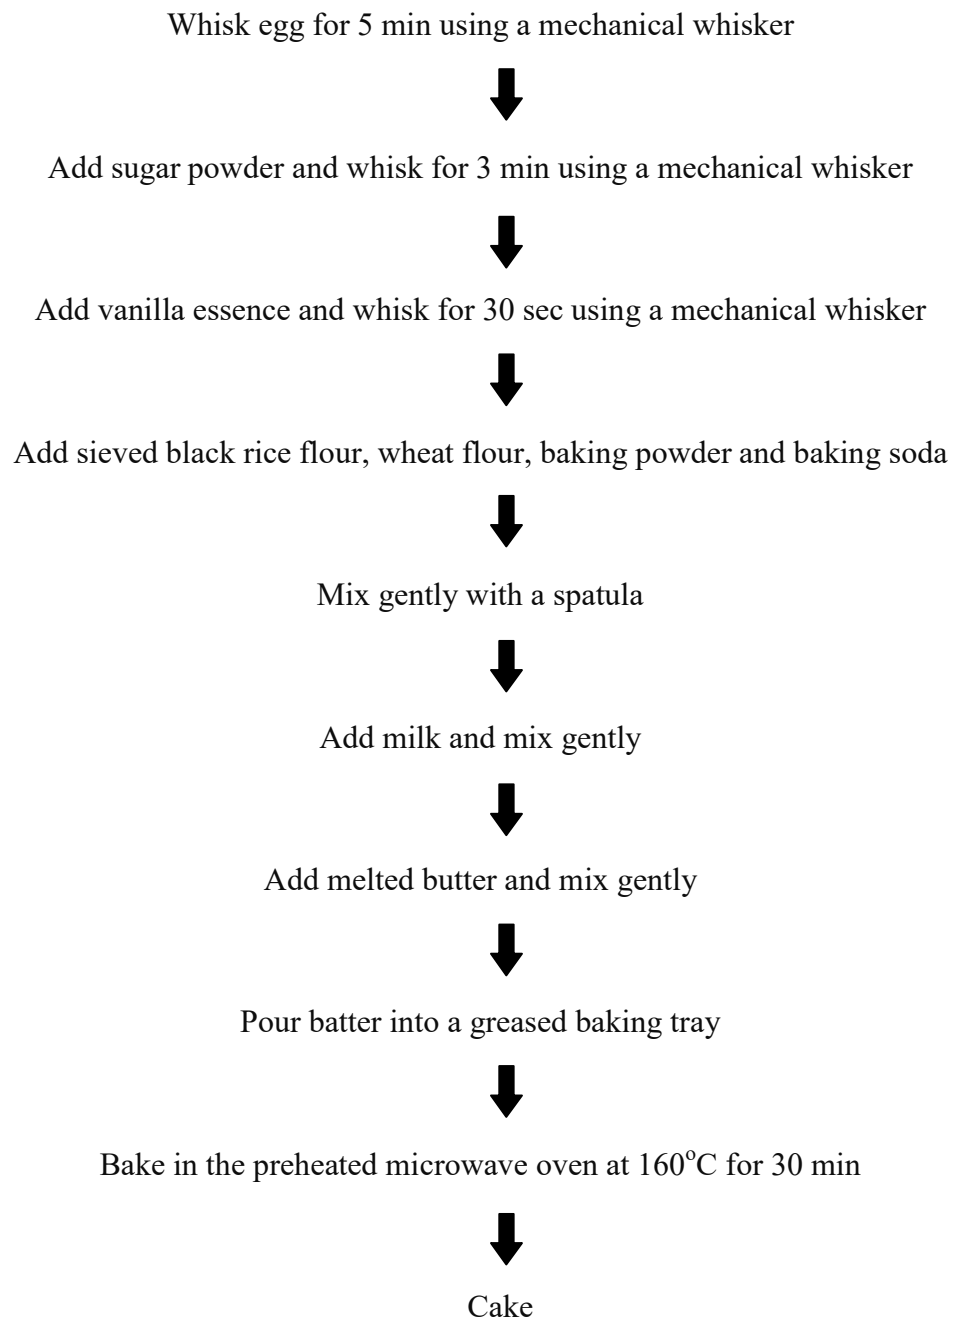 Whisk egg for 5 min using a mechanical whisker
Add sugar powder and whisk for 3 min using a mechanical whisker
Add vanilla essence and whisk for 30 sec using a mechanical whisker
Add sieved black rice flour, wheat flour, baking powder and baking soda
Mix gently with a spatula
Add milk and mix gently
Add melted butter and mix gently
Pour batter into a greased baking tray
Bake in the preheated microwave oven at 160°C for 30 min
Cake